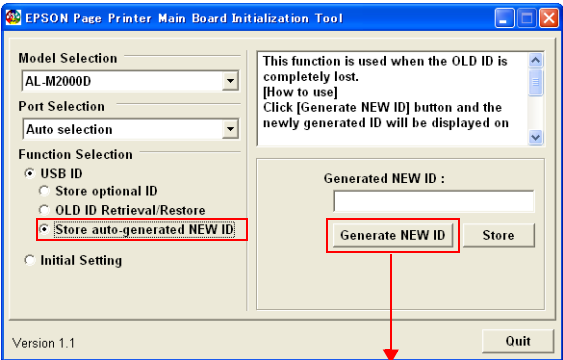 EPSON Page Printer Main Board Initialization Tool
Model Selection
AL-M2000D
Port Selection
Auto selection
Function Selection
USB ID
Store optional ID
OLD ID Retrieval/Restore
Store auto-generated NEW ID
Initial Setting
This function is used when the OLD ID is
completely lost.
[How to use]
Click [Generate NEW ID] button and the
newly generated ID will be displayed on
Generated NEW ID :
Generate NEW ID
Store
Version 1.1
Quit